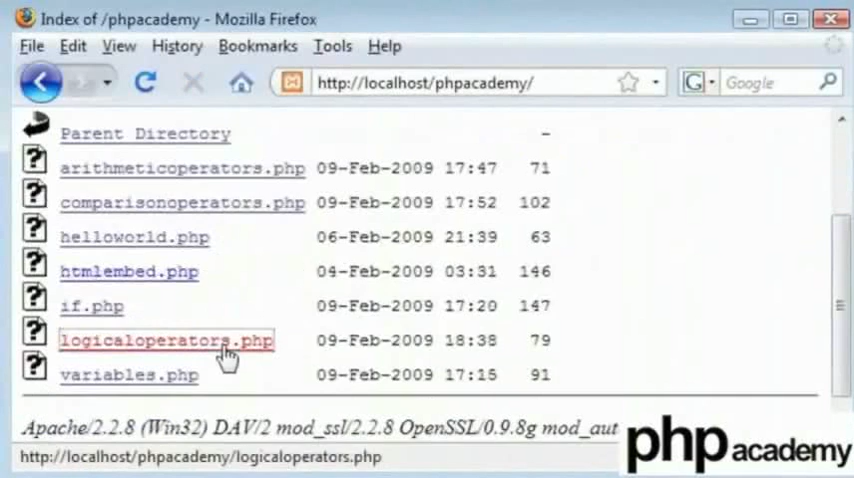 Index of /phpacademy - Mozilla Firefox
File Edit View History Bookmarks Tools Help
http://localhost/phpacademy/ G Google
Parent Directory -
arithmeticoperators.php 09-Feb-2009 17:47 71
comparisonoperators.php 09-Feb-2009 17:52 102
helloworld.php 06-Feb-2009 21:39 63
htmlembed.php 04-Feb-2009 03:31 146
if.php 09-Feb-2009 17:20 147
logicaloperators.php 09-Feb-2009 18:38 79
variables.php 09-Feb-2009 17:15 91
Apache/2.2.8 (Win32) DAV/2 mod_ssl/2.2.8 OpenSSL/0.9.8g mod_aut
php academy
http://localhost/phpacademy/logicaloperators.php